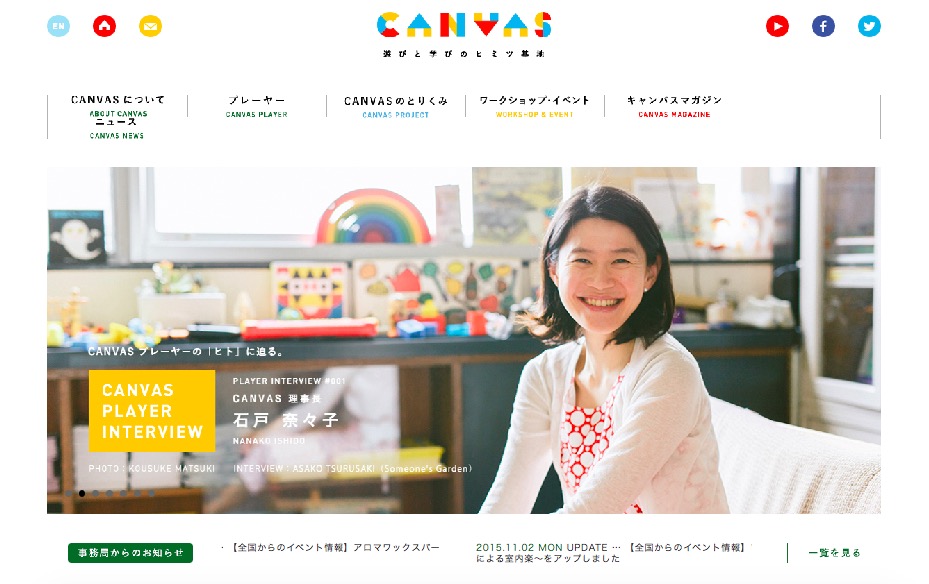 EN
CANVAS
遊びと学びのヒミツ基地
CANVASについて
ABOUT CANVAS
プレーヤー
CANVAS PLAYER
CANVASのとりくみ
CANVAS PROJECT
ワークショップ・イベント
WORKSHOP & EVENT
キャンバスマガジン
CANVAS MAGAZINE
ニュース
CANVAS NEWS
CANVAS プレーヤーの「ヒト」に迫る。
CANVAS
PLAYER
INTERVIEW
PLAYER INTERVIEW #001
CANVAS 理事長
石戸 奈々子
NANAKO ISHIDO
PHOTO : KOUSUKE MATSUKI
INTERVIEW : ASAKO TSURUSAKI（Someone's Garden）
事務局からのお知らせ
・【全国からのイベント情報】アロマワックスバー
2015.11.02 MON UPDATE … 【全国からのイベント情報】
による室内楽～をアップしました
一覧を見る